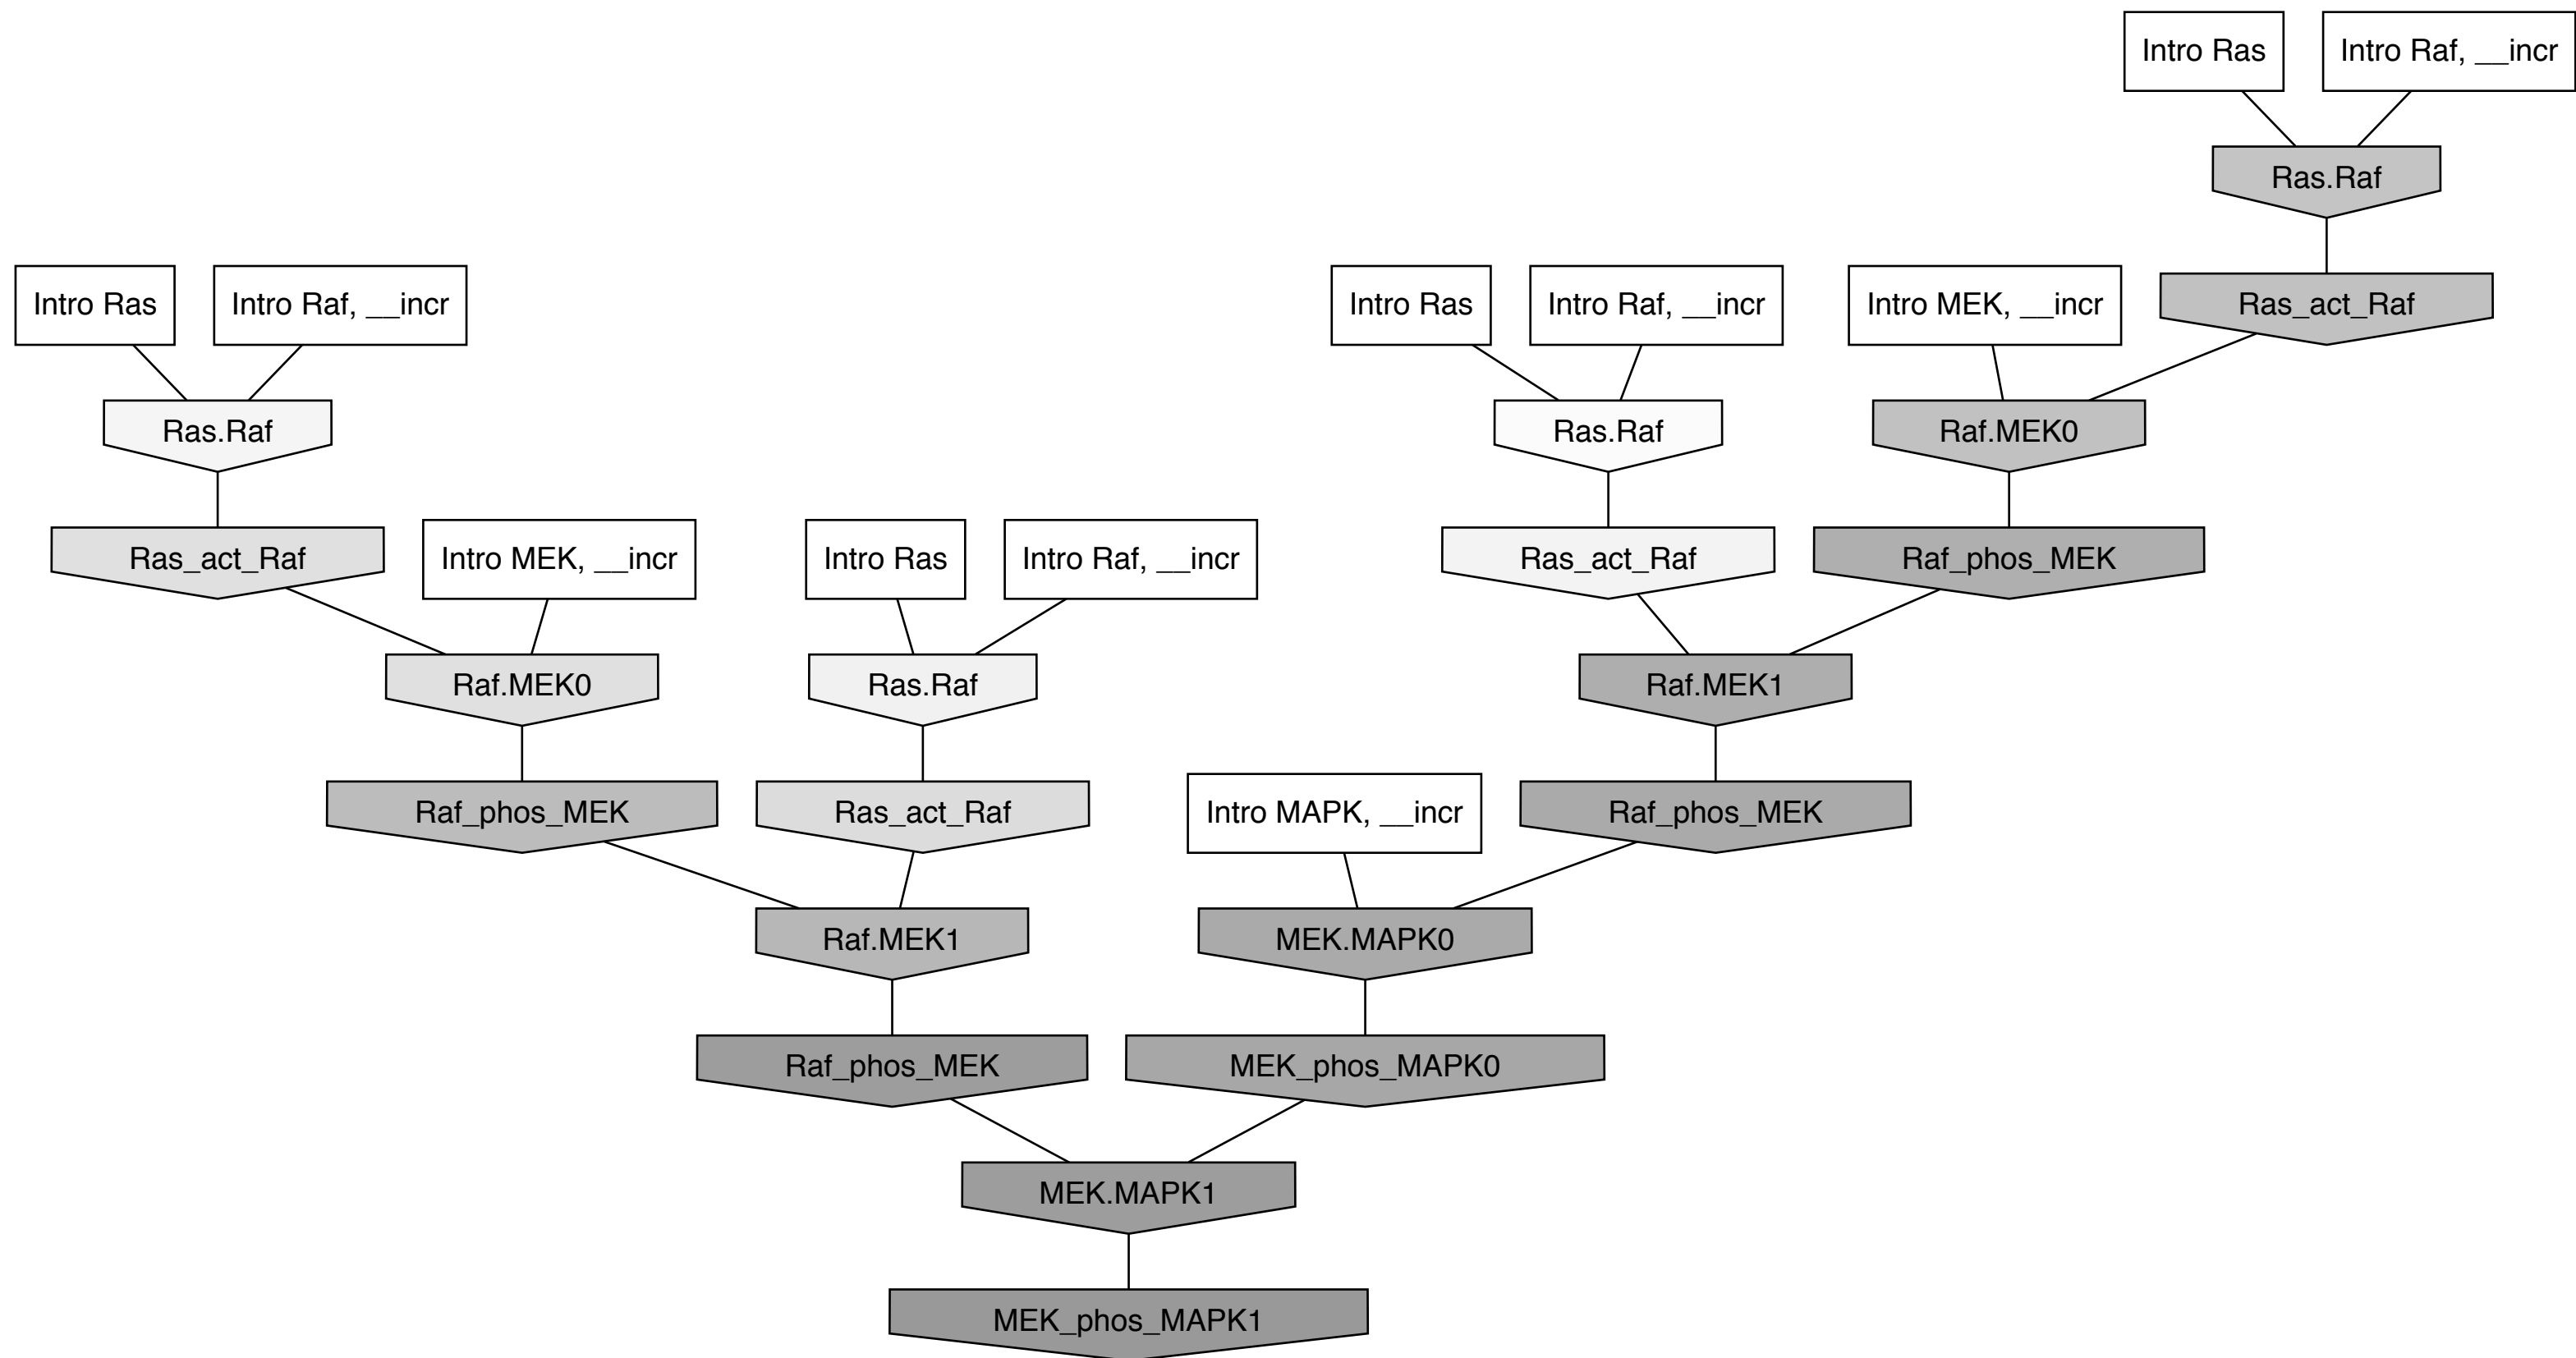 Intro Ras
Intro Raf, __incr
Ras.Raf
Intro Ras
Intro Raf, __incr
Intro Ras
Intro Raf, __incr
Intro MEK, __incr
Ras_act_Raf
Ras.Raf
Ras.Raf
Raf.MEK0
Ras_act_Raf
Intro MEK, __incr
Intro Ras
Intro Raf, __incr
Ras_act_Raf
Raf_phos_MEK
Raf.MEK0
Ras.Raf
Raf.MEK1
Raf_phos_MEK
Ras_act_Raf
Intro MAPK, __incr
Raf_phos_MEK
Raf.MEK1
MEK.MAPK0
Raf_phos_MEK
MEK_phos_MAPK0
MEK.MAPK1
MEK_phos_MAPK1